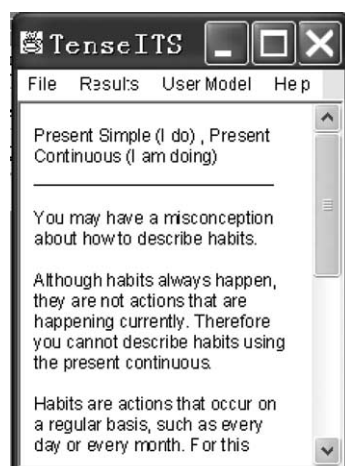 TenseITS
File Results User Model Help
Present Simple (I do) , Present
Continuous (I am doing)
You may have a misconception
about how to describe habits.
Although habits always happen,
they are not actions that are
happening currently. Therefore
you cannot describe habits using
the present continuous.
Habits are actions that occur on
a regular basis, such as every
day or every month. For this